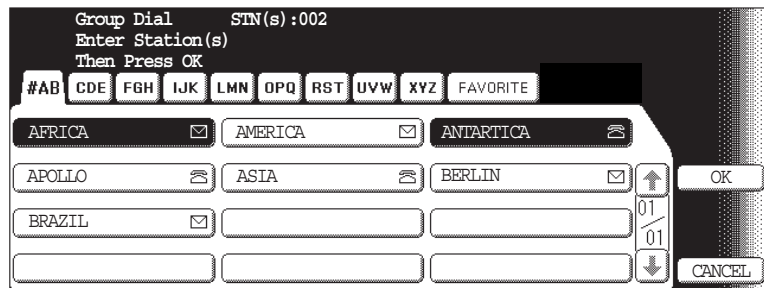 Group Dial STN(s):002
Enter Station(s)
Then Press OK
#AB CDE FGH IJK LMN OPQ RST UVW XYZ FAVORITE
AFRICA AMERICA ANTARTICA
APOLLO ASIA BERLIN OK
BRAZIL 01
01
CANCEL